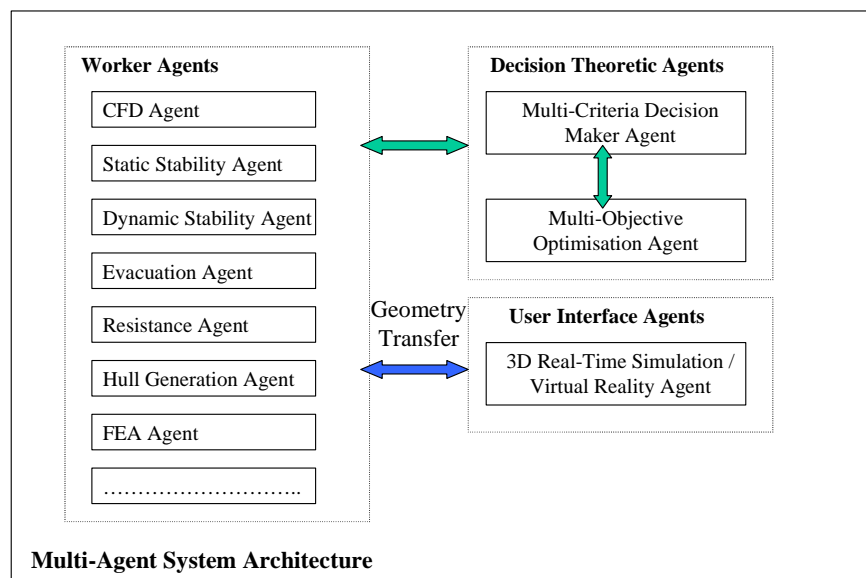 Worker Agents
CFD Agent
Static Stability Agent
Dynamic Stability Agent
Evacuation Agent
Resistance Agent
Hull Generation Agent
FEA Agent
…………………………..
Decision Theoretic Agents
Multi-Criteria Decision
Maker Agent
Multi-Objective
Optimisation Agent
Geometry
Transfer
User Interface Agents
3D Real-Time Simulation /
Virtual Reality Agent
Multi-Agent System Architecture